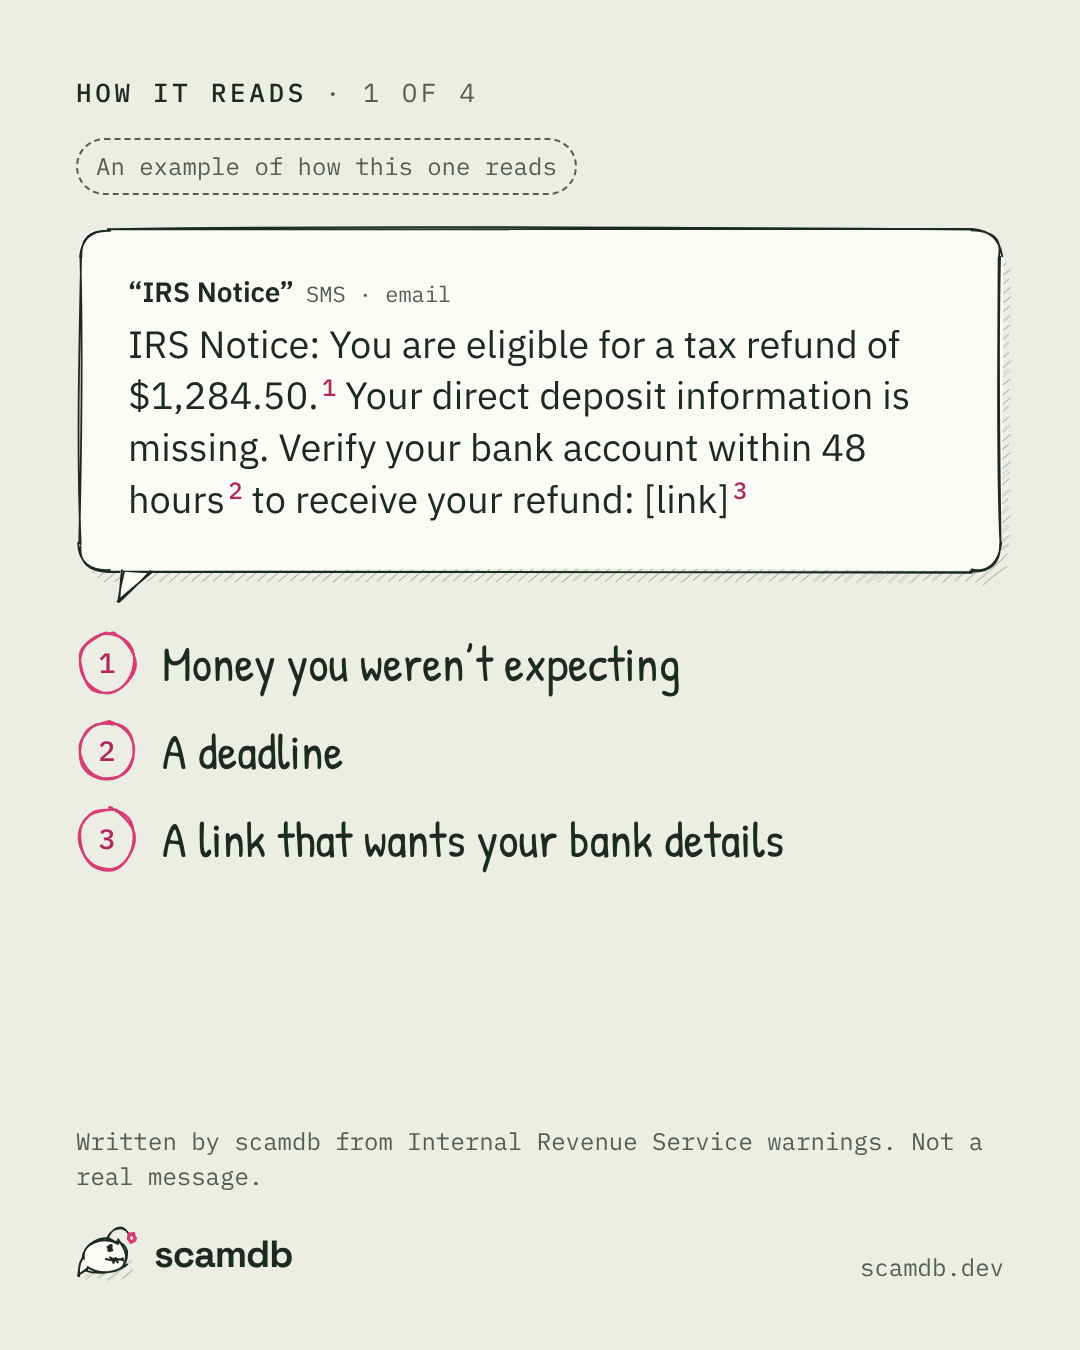 HOW IT READS · 1 OF 4
An example of how this one reads
“IRS Notice” SMS · email
IRS Notice: You are eligible for a tax refund of
$1,284.50.1 Your direct deposit information is
missing. Verify your bank account within 48
hours2 to receive your refund: [link]3
1 Money you weren’t expecting
2 A deadline
3 A link that wants your bank details
Written by scamdb from Internal Revenue Service warnings. Not a
real message.
scamdb
scamdb.dev